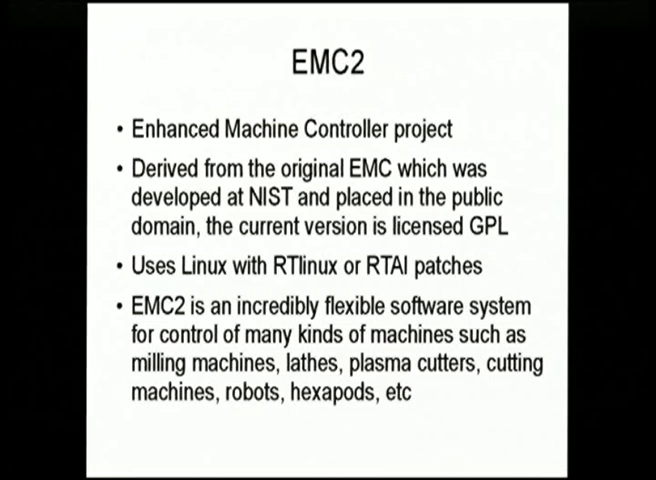 EMC2
• Enhanced Machine Controller project
• Derived from the original EMC which was
developed at NIST and placed in the public
domain, the current version is licensed GPL
• Uses Linux with RTlinux or RTAI patches
• EMC2 is an incredibly flexible software system
for control of many kinds of machines such as
milling machines, lathes, plasma cutters, cutting
machines, robots, hexapods, etc